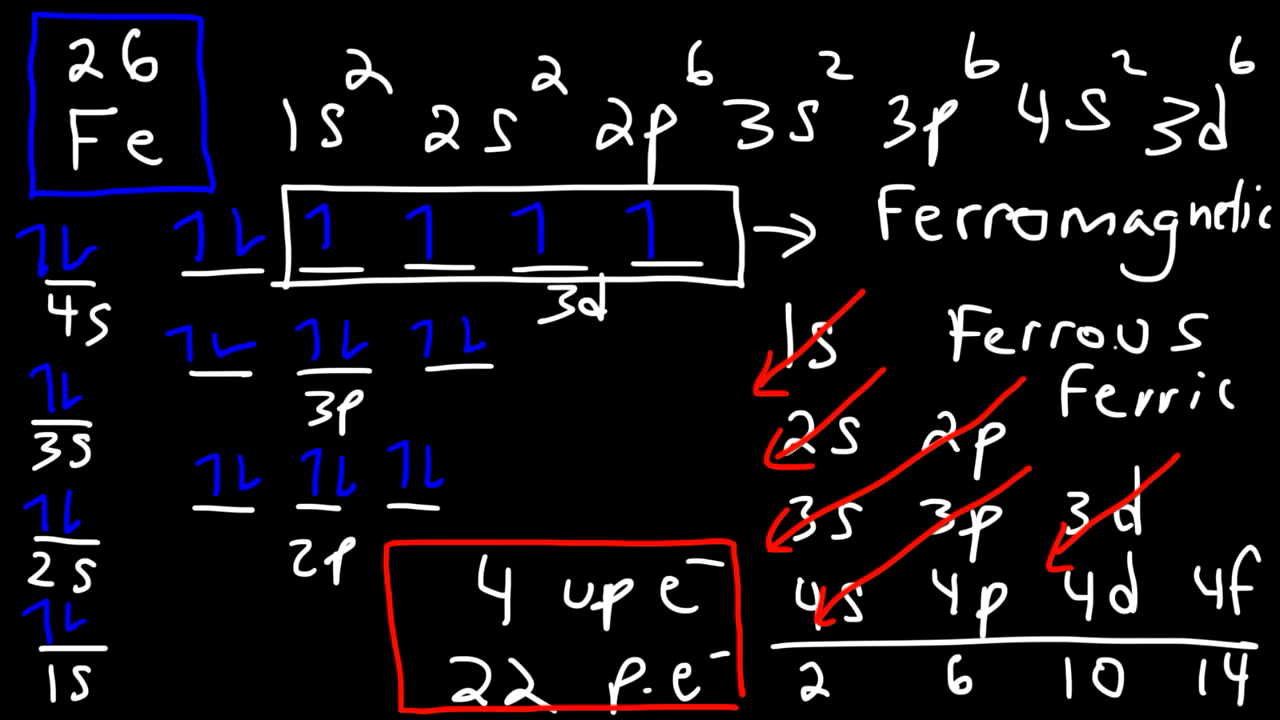 26
Fe
1s² 2s² 2p⁶ 3s² 3p⁶ 4s² 3d⁶
Ferromagnetic
4s
3d
3p
3s
2p
2s
1s
4 up e⁻
22 p.e⁻
Ferrous
Ferric
1s
2s 2p
3s 3p 3d
4s 4p 4d 4f
2 6 10 14